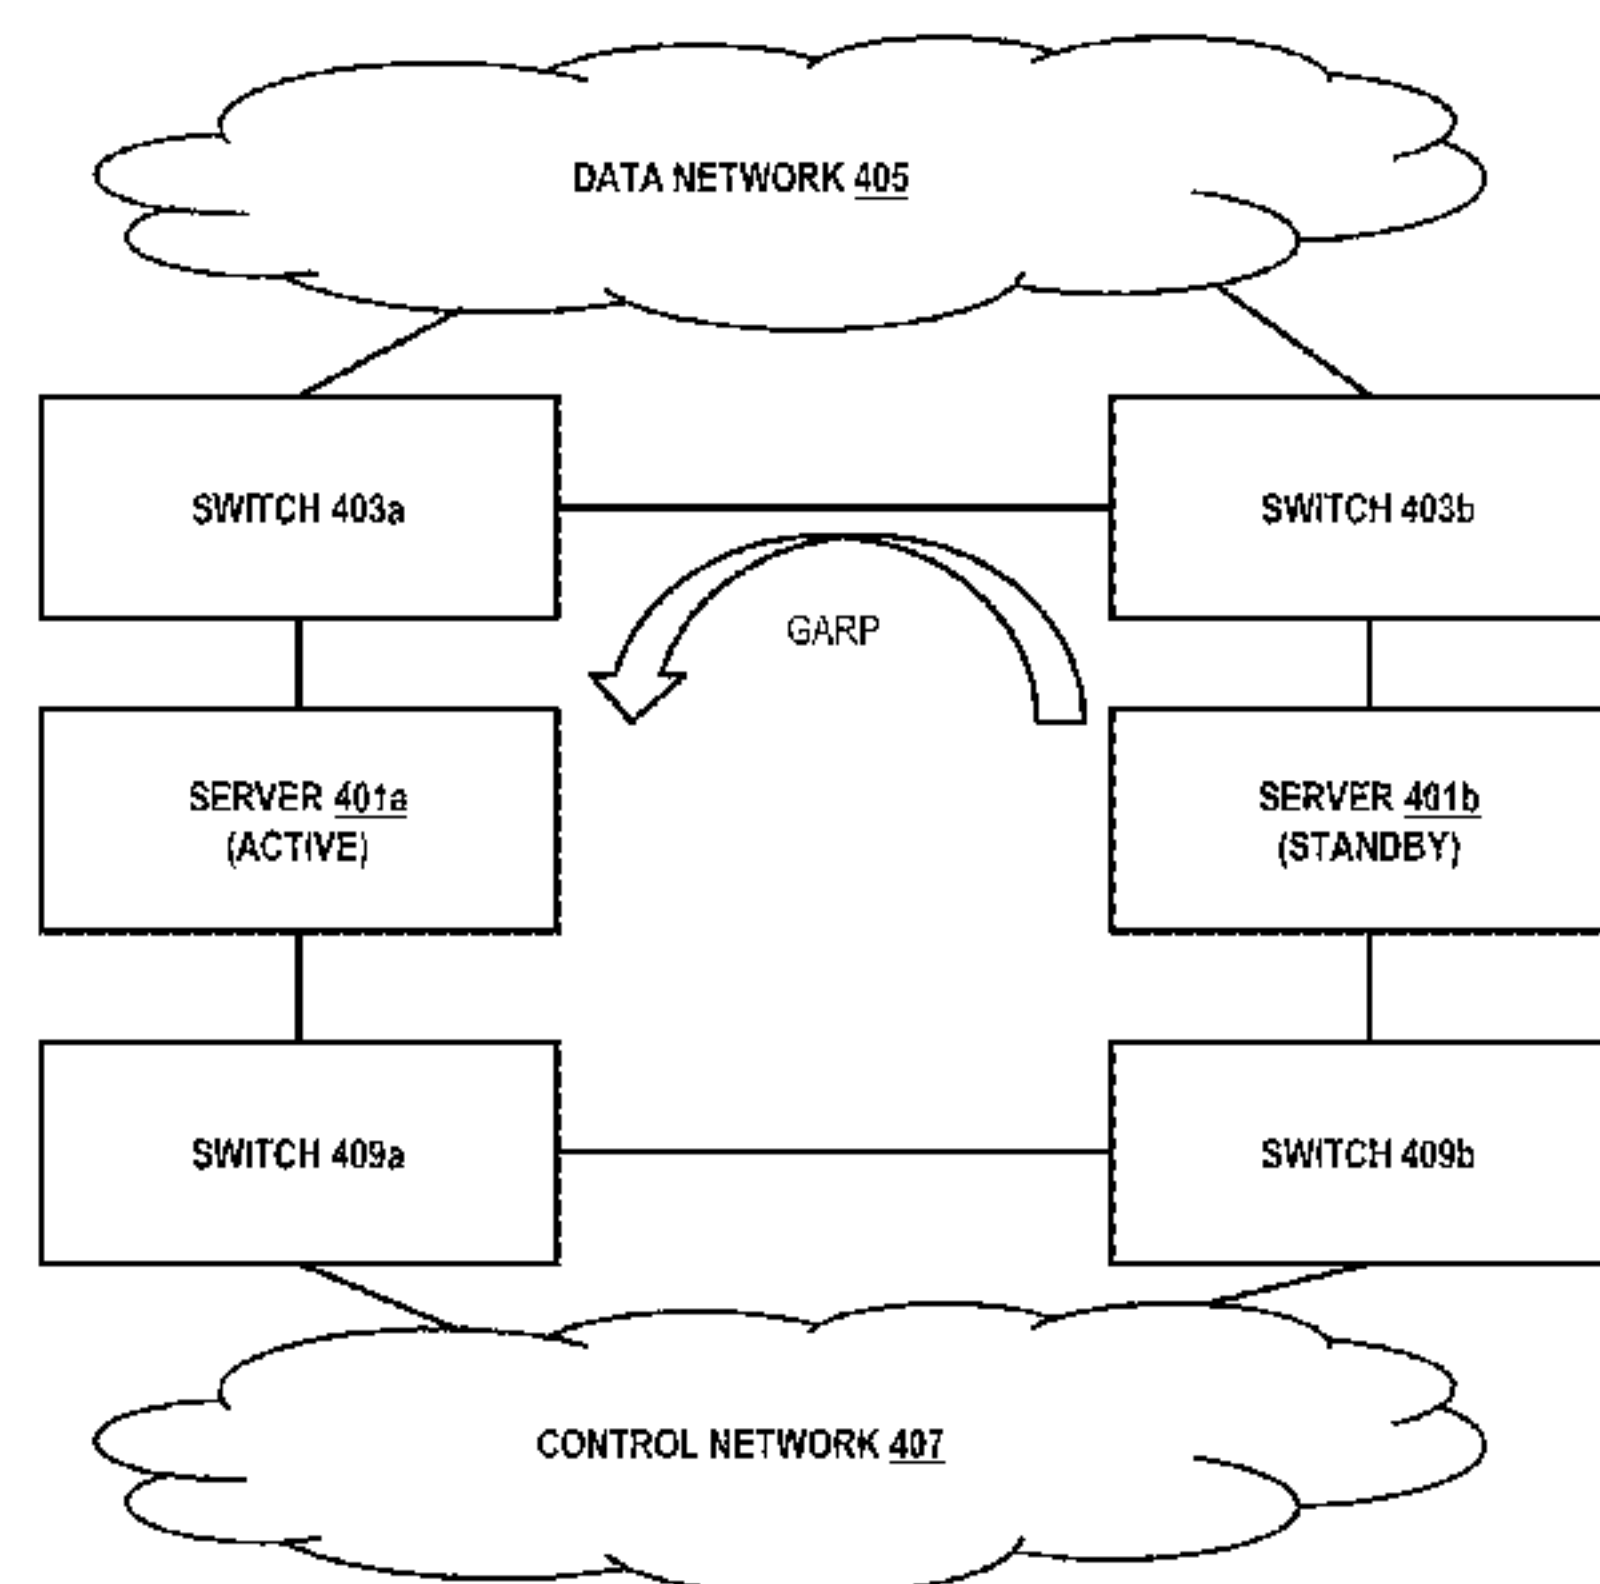 DATA NETWORK 405
SWITCH 403a
SWITCH 403b
GARP
SERVER 401a
(ACTIVE)
SERVER 401b
(STANDBY)
SWITCH 409a
SWITCH 409b
CONTROL NETWORK 407